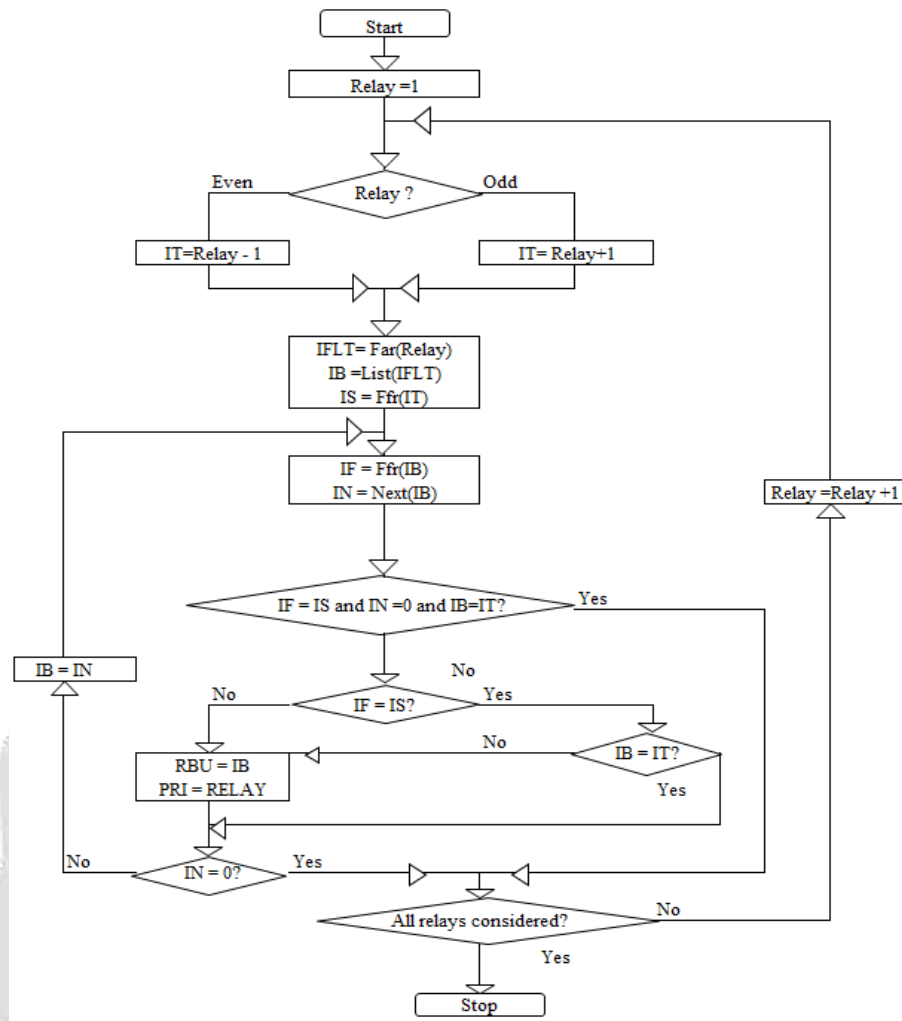 Start
Relay =1
Even
Relay ?
Odd
IT=Relay - 1
IT= Relay+1
IFLT= Far(Relay)
IB =List(IFLT)
IS = Ffr(IT)
IF = Ffr(IB)
IN = Next(IB)
Relay =Relay +1
IF = IS and IN =0 and IB=IT?
Yes
IB = IN
No
No
IF = IS?
Yes
No
IB = IT?
RBU = IB
PRI = RELAY
Yes
No
IN = 0?
Yes
All relays considered?
No
Yes
Stop